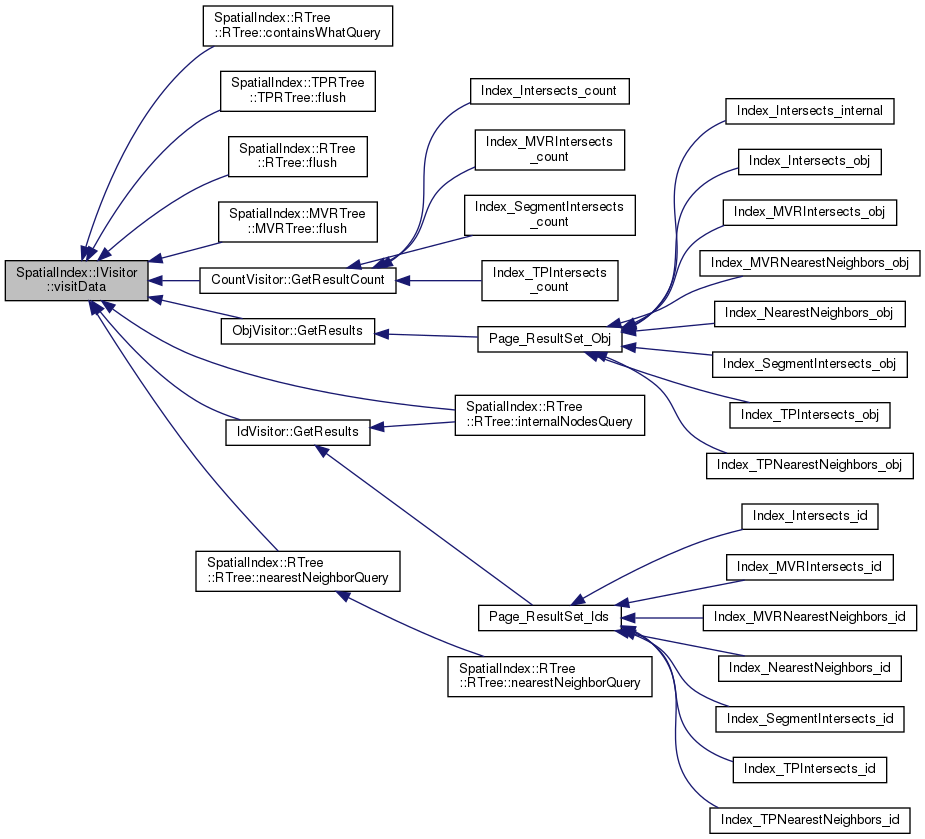 SpatialIndex::RTree
::RTree::containsWhatQuery
SpatialIndex::TPRTree
::TPRTree::flush
SpatialIndex::RTree
::RTree::flush
SpatialIndex::MVRTree
::MVRTree::flush
SpatialIndex::IVisitor
::visitData
CountVisitor::GetResultCount
ObjVisitor::GetResults
IdVisitor::GetResults
SpatialIndex::RTree
::RTree::nearestNeighborQuery
Index_Intersects_count
Index_MVRIntersects
_count
Index_SegmentIntersects
_count
Index_TPIntersects
_count
Page_ResultSet_Obj
SpatialIndex::RTree
::RTree::internalNodesQuery
Page_ResultSet_Ids
SpatialIndex::RTree
::RTree::nearestNeighborQuery
Index_Intersects_internal
Index_Intersects_obj
Index_MVRIntersects_obj
Index_MVRNearestNeighbors_obj
Index_NearestNeighbors_obj
Index_SegmentIntersects_obj
Index_TPIntersects_obj
Index_TPNearestNeighbors_obj
Index_Intersects_id
Index_MVRIntersects_id
Index_MVRNearestNeighbors_id
Index_NearestNeighbors_id
Index_SegmentIntersects_id
Index_TPIntersects_id
Index_TPNearestNeighbors_id